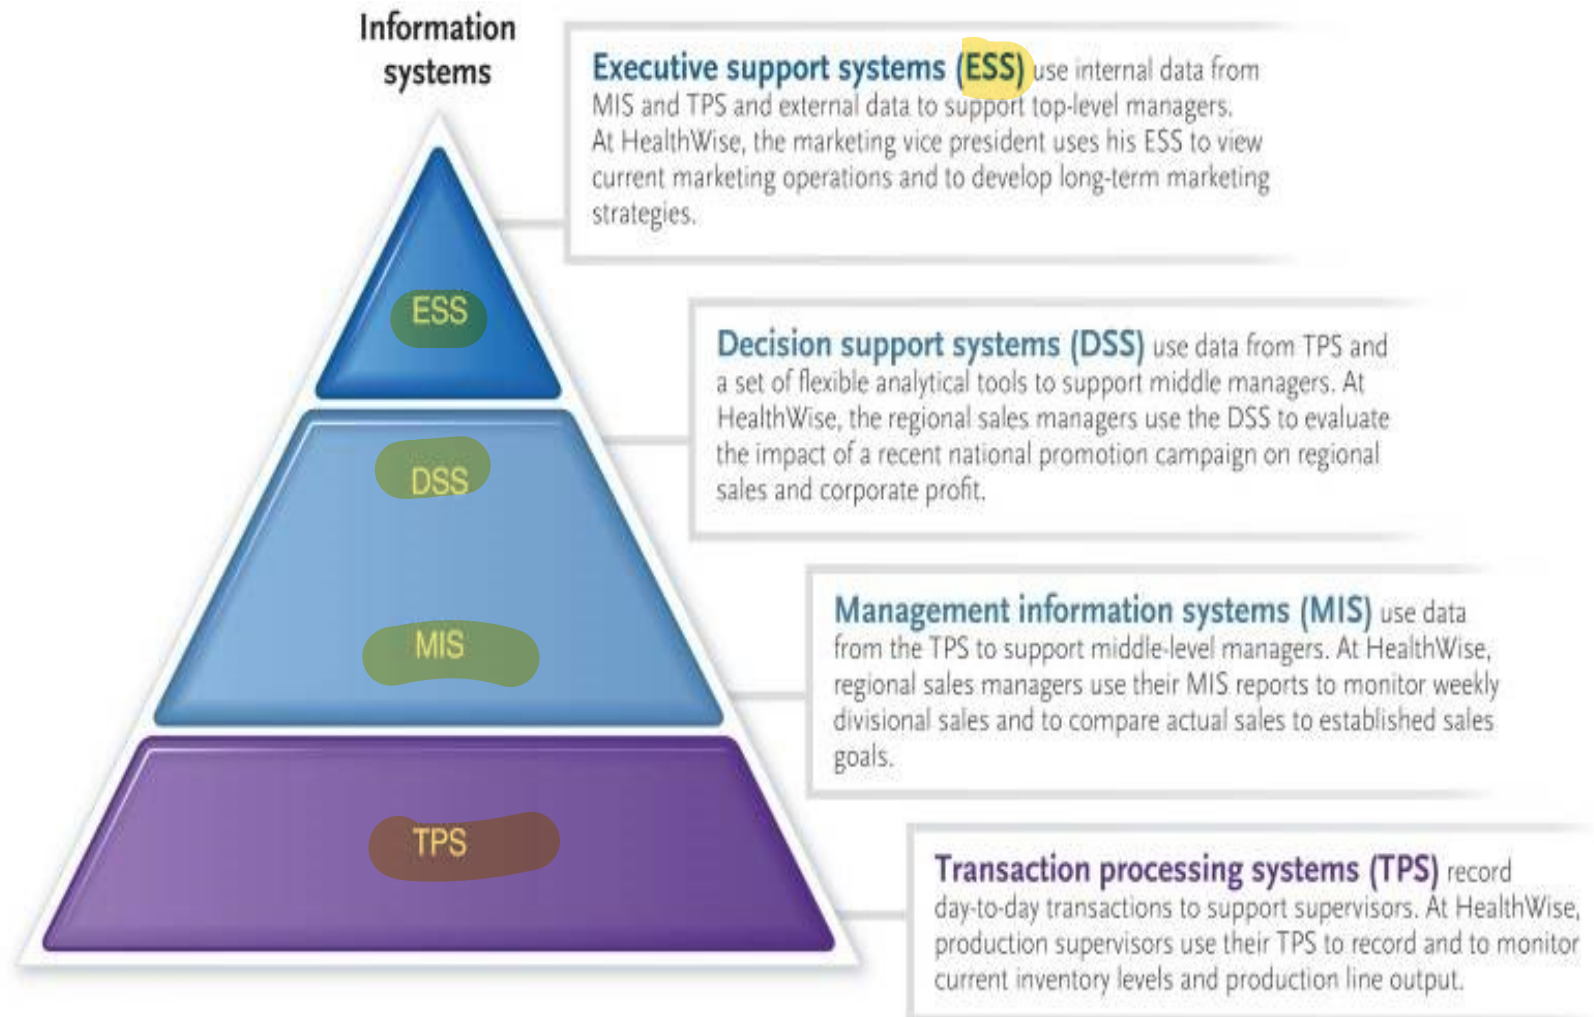 Information
systems
Executive support systems (ESS) use internal data from
MIS and TPS and external data to support top-level managers.
At HealthWise, the marketing vice president uses his ESS to view
current marketing operations and to develop long-term marketing
strategies.
ESS
Decision support systems (DSS) use data from TPS and
a set of flexible analytical tools to support middle managers. At
HealthWise, the regional sales managers use the DSS to evaluate
the impact of a recent national promotion campaign on regional
sales and corporate profit.
DSS
Management information systems (MIS) use data
from the TPS to support middle-level managers. At HealthWise,
regional sales managers use their MIS reports to monitor weekly
divisional sales and to compare actual sales to established sales
goals.
MIS
Transaction processing systems (TPS) record
day-to-day transactions to support supervisors. At HealthWise,
production supervisors use their TPS to record and to monitor
current inventory levels and production line output.
TPS